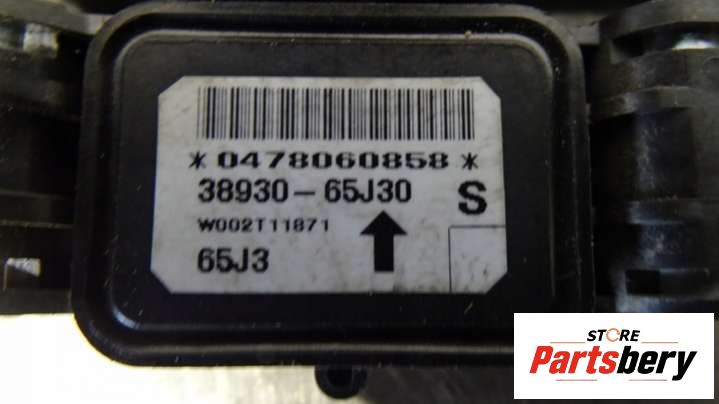 *0478060858*
38930-65J30
S
W002T11871
65J3
STORE
Partsbery